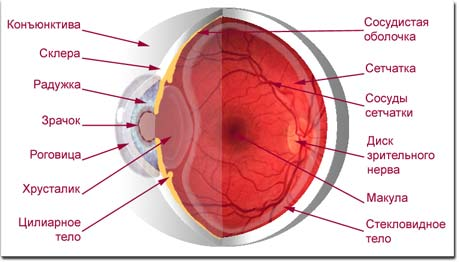 Конъюнктива
Склера
Радужка
Зрачок
Роговица
Хрусталик
Цилиарное
тело
Сосудистая
оболочка
Сетчатка
Сосуды
сетчатки
Диск
зрительного
нерва
Макула
Стекловидное
тело